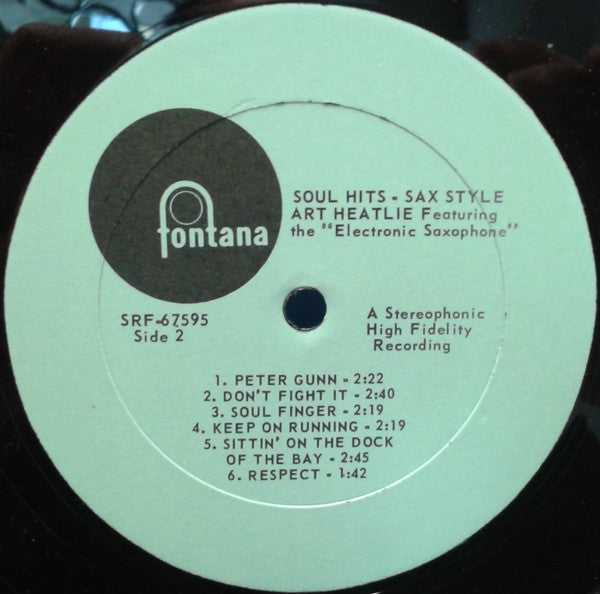 fontana
SOUL HITS - SAX STYLE
ART HEATLIE Featuring
the "Electronic Saxophone"
SRF-67595
Side 2
A Stereophonic
High Fidelity
Recording
1. PETER GUNN - 2:22
2. DON'T FIGHT IT - 2:40
3. SOUL FINGER - 2:19
4. KEEP ON RUNNING - 2:19
5. SITTIN' ON THE DOCK
OF THE BAY - 2:45
6. RESPECT - 1:42